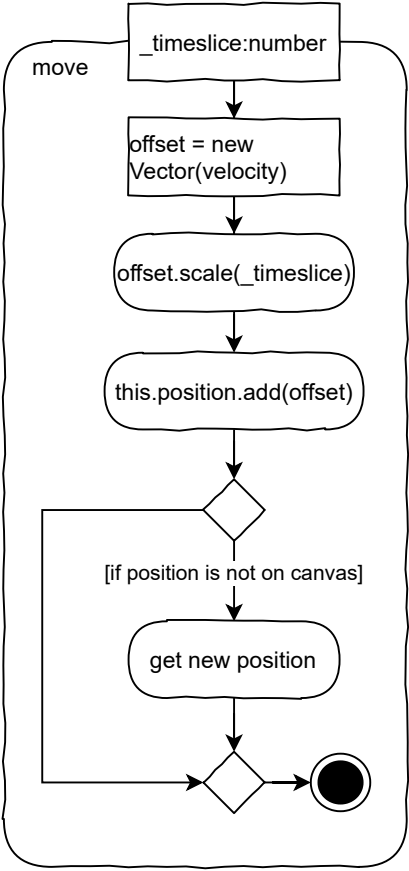 _timeslice:number
move
offset = new
Vector(velocity)
offset.scale(_timeslice)
this.position.add(offset)
[if position is not on canvas]
get new position